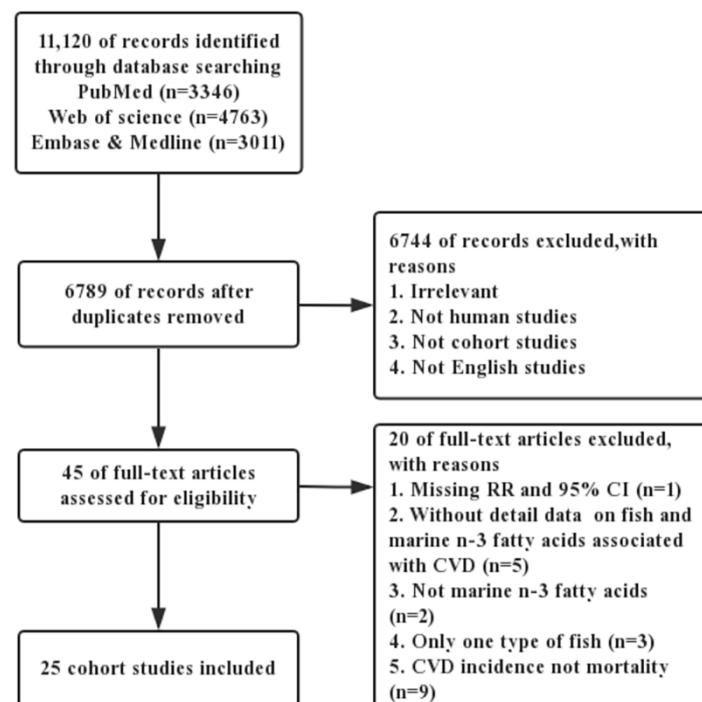 11,120 of records identified
through database searching
PubMed (n=3346)
Web of science (n=4763)
Embase & Medline (n=3011)
6789 of records after
duplicates removed
6744 of records excluded,with
reasons
1. Irrelevant
2. Not human studies
3. Not cohort studies
4. Not English studies
45 of full-text articles
assessed for eligibility
20 of full-text articles excluded,
with reasons
1. Missing RR and 95% CI (n=1)
2. Without detail data on fish and
marine n-3 fatty acids associated
with CVD (n=5)
3. Not marine n-3 fatty acids
(n=2)
4. Only one type of fish (n=3)
5. CVD incidence not mortality
(n=9)
25 cohort studies included